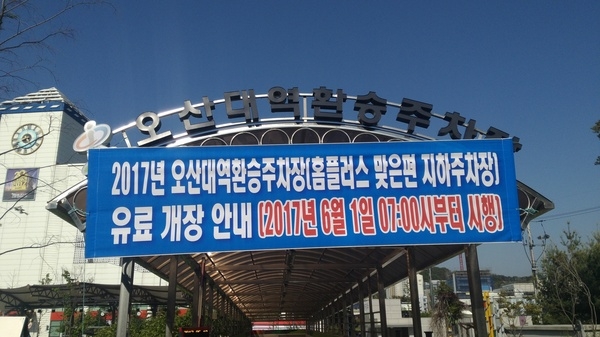 오산대역환승주차장
2017년 오산대역환승주차장(홈플러스 맞은편 지하주차장)
유료 개장 안내 (2017년 6월 1일 07:00시부터 시행)